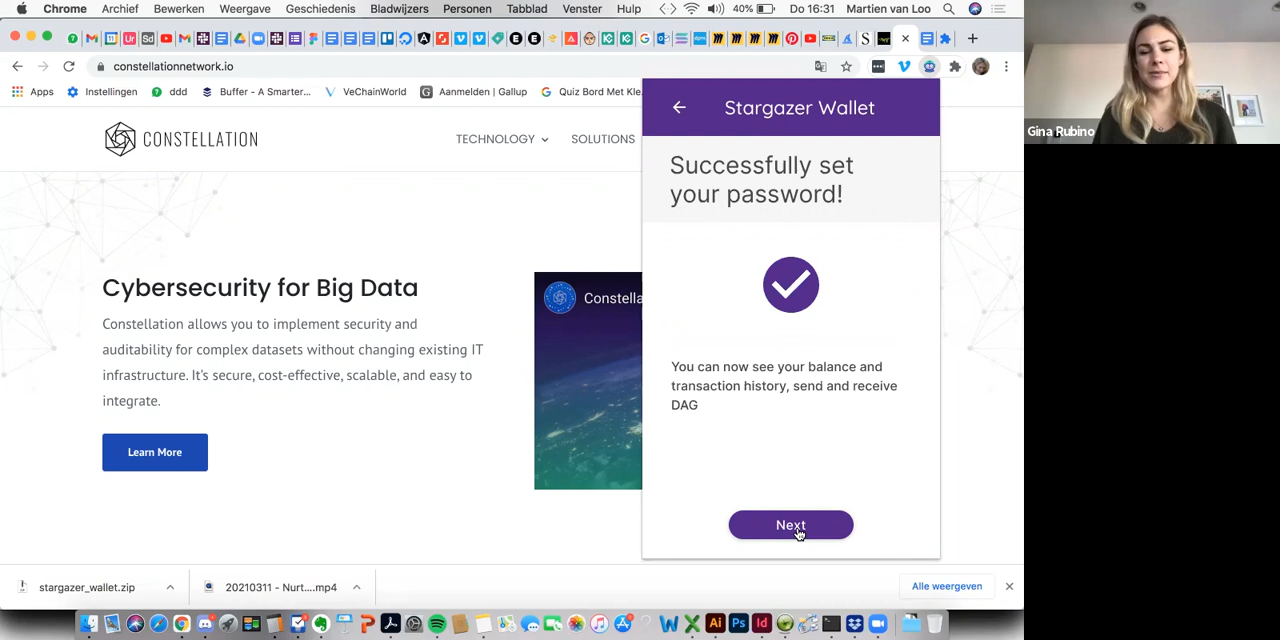 Chrome Archief Bewerken Weergave Geschiedenis Bladwijzers Personen Tabblad Venster Hulp 40% Do 16:31 Martien van Loo
constellationnetwork.io
Apps Instellingen ddd Buffer - A Smarter... VeChainWorld Aanmelden | Gallup Quiz Bord Met Kle...
CONSTELLATION
TECHNOLOGY SOLUTIONS
Cybersecurity for Big Data
Constellation allows you to implement security and
auditability for complex datasets without changing existing IT
infrastructure. It's secure, cost-effective, scalable, and easy to
integrate.
Learn More
Constella
Stargazer Wallet
Successfully set
your password!
You can now see your balance and
transaction history, send and receive
DAG
Next
Gina Rubino
stargazer_wallet.zip 20210311 - Nurt....mp4 Alle weergeven